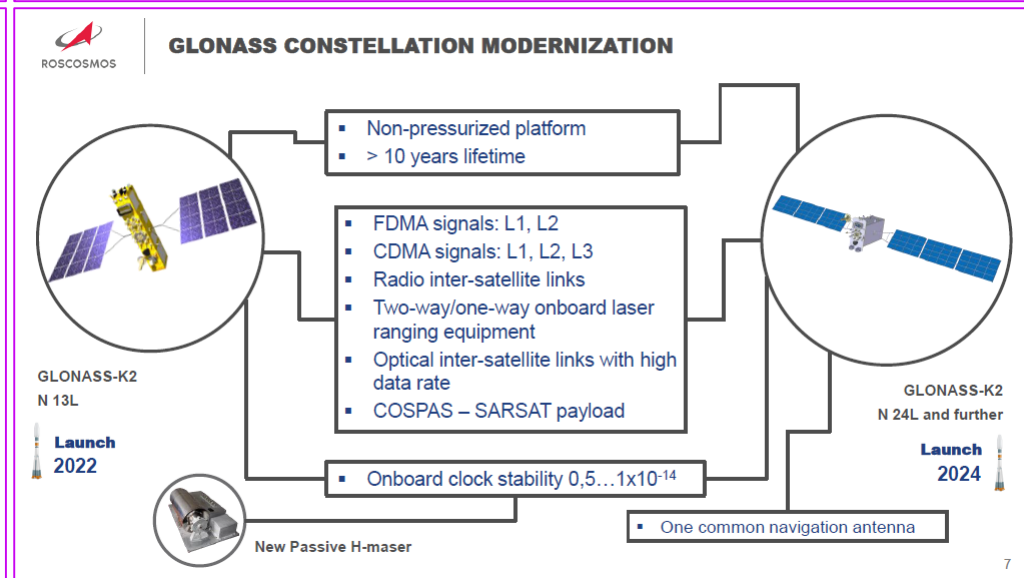 ROSCOSMOS
GLONASS CONSTELLATION MODERNIZATION
▪ Non-pressurized platform
▪ > 10 years lifetime
▪ FDMA signals: L1, L2
▪ CDMA signals: L1, L2, L3
▪ Radio inter-satellite links
▪ Two-way/one-way onboard laser
ranging equipment
▪ Optical inter-satellite links with high
data rate
▪ COSPAS – SARSAT payload
GLONASS-K2
N 13L
Launch
2022
GLONASS-K2
N 24L and further
Launch
2024
▪ Onboard clock stability 0,5…1x10⁻¹⁴
New Passive H-maser
▪ One common navigation antenna
7